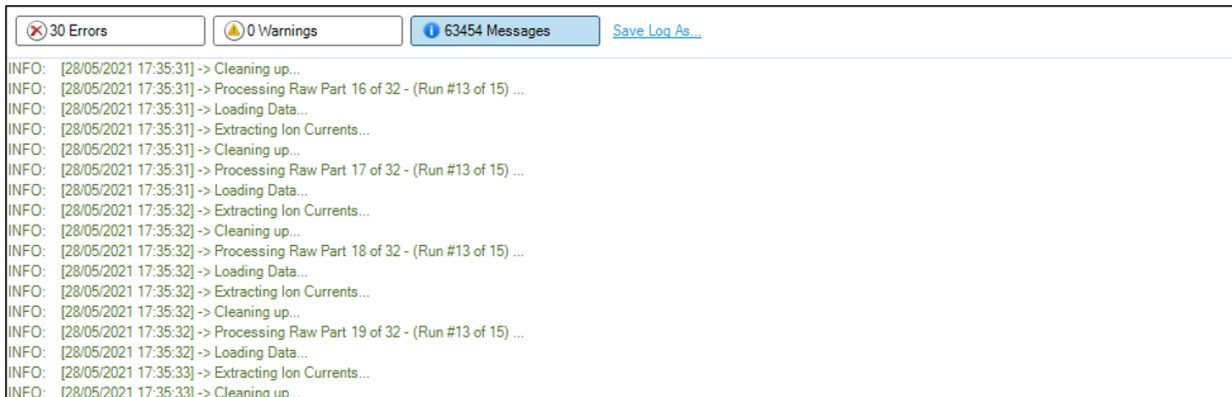 30 Errors 0 Warnings 63454 Messages Save Log As...
INFO: [28/05/2021 17:35:31] -> Cleaning up...
INFO: [28/05/2021 17:35:31] -> Processing Raw Part 16 of 32 - (Run #13 of 15) ...
INFO: [28/05/2021 17:35:31] -> Loading Data...
INFO: [28/05/2021 17:35:31] -> Extracting Ion Currents...
INFO: [28/05/2021 17:35:31] -> Cleaning up...
INFO: [28/05/2021 17:35:31] -> Processing Raw Part 17 of 32 - (Run #13 of 15) ...
INFO: [28/05/2021 17:35:31] -> Loading Data...
INFO: [28/05/2021 17:35:32] -> Extracting Ion Currents...
INFO: [28/05/2021 17:35:32] -> Cleaning up...
INFO: [28/05/2021 17:35:32] -> Processing Raw Part 18 of 32 - (Run #13 of 15) ...
INFO: [28/05/2021 17:35:32] -> Loading Data...
INFO: [28/05/2021 17:35:32] -> Extracting Ion Currents...
INFO: [28/05/2021 17:35:32] -> Cleaning up...
INFO: [28/05/2021 17:35:32] -> Processing Raw Part 19 of 32 - (Run #13 of 15) ...
INFO: [28/05/2021 17:35:32] -> Loading Data...
INFO: [28/05/2021 17:35:33] -> Extracting Ion Currents...
INFO: [28/05/2021 17:35:33] -> Cleaning up...